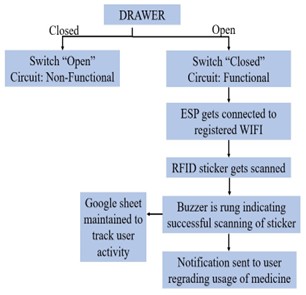 DRAWER
Closed
Open
Switch “Open”
Circuit: Non-Functional
Switch “Closed”
Circuit: Functional
ESP gets connected to
registered WIFI
RFID sticker gets scanned
Google sheet
maintained to
track user
activity
Buzzer is rung indicating
successful scanning of sticker
Notification sent to user
regrading usage of medicine